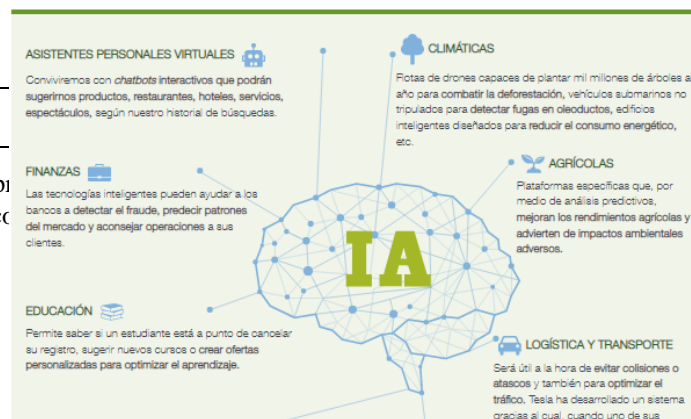 ASISTENTES PERSONALES VIRTUALES
Conviviremos con chatbots interactivos que podrán
sugerirnos productos, restaurantes, hoteles, servicios,
espectáculos, según nuestro historial de búsquedas.
CLIMÁTICAS
Flotas de drones capaces de plantar mil millones de árboles al
año para combatir la deforestación, vehículos submarinos no
tripulados para detectar fugas en oleoductos, edificios
inteligentes diseñados para reducir el consumo energético,
etc.
FINANZAS
Las tecnologías inteligentes pueden ayudar a los
bancos a detectar el fraude, predecir patrones
del mercado y aconsejar operaciones a sus
clientes.
AGRÍCOLAS
Plataformas específicas que, por
medio de análisis predictivos,
mejoran los rendimientos agrícolas y
advierten de impactos ambientales
adversos.
IA
EDUCACIÓN
Permite saber si un estudiante está a punto de cancelar
su registro, sugerir nuevos cursos o crear ofertas
personalizadas para optimizar el aprendizaje.
LOGÍSTICA Y TRANSPORTE
Será útil a la hora de evitar colisiones o
atascos y también para optimizar el
tráfico. Tesla ha desarrollado un sistema
gracias al cual, cuando uno de sus